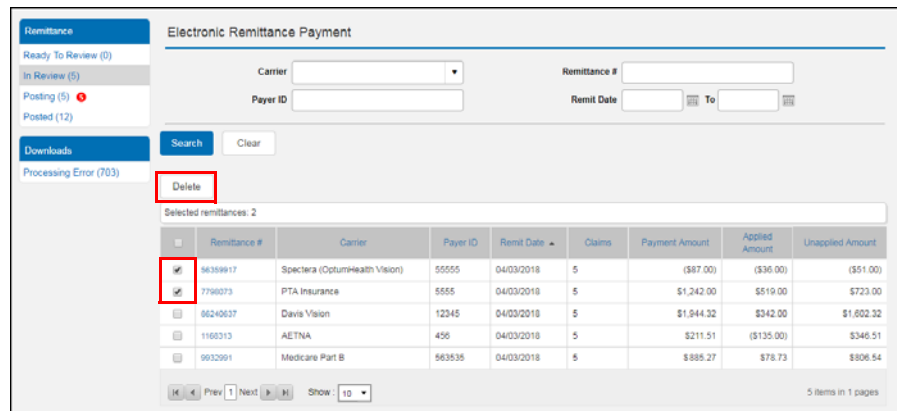 Remittance
Ready To Review (0)
In Review (5)
Posting (5) 5
Posted (12)
Downloads
Processing Error (703)
Electronic Remittance Payment
Carrier Remittance #
Payer ID Remit Date To
Search Clear
Delete
Selected remittances: 2
Remittance # Carrier Payer ID Remit Date Claims Payment Amount Applied Amount Unapplied Amount
56359917 Spectera (OptumHealth Vision) 55555 04/03/2018 5 ($87.00) ($36.00) ($51.00)
7798073 PTA Insurance 5555 04/03/2018 5 $1,242.00 $519.00 $723.00
86240637 Davis Vision 12345 04/03/2018 5 $1,944.32 $342.00 $1,602.32
1168313 AETNA 456 04/03/2018 5 $211.51 ($135.00) $346.51
9932991 Medicare Part B 563535 04/03/2018 5 $885.27 $78.73 $806.54
Prev 1 Next Show : 10 5 items in 1 pages